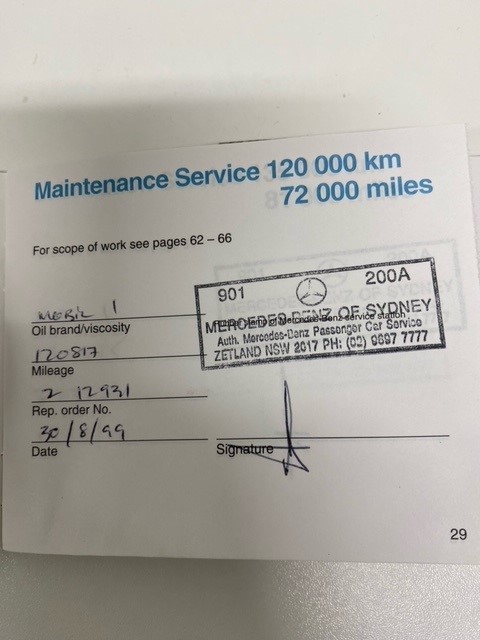 Maintenance Service 120 000 km
72 000 miles
For scope of work see pages 62 – 66
MOBIL 1
Oil brand/viscosity
120817
Mileage
2 12931
Rep. order No.
30/8/99
Date
901
200A
MERCEDES-BENZ OF SYDNEY
Auth. Mercedes-Benz Passenger Car Service
ZETLAND NSW 2017 PH: (02) 9697 7777
Signature
29